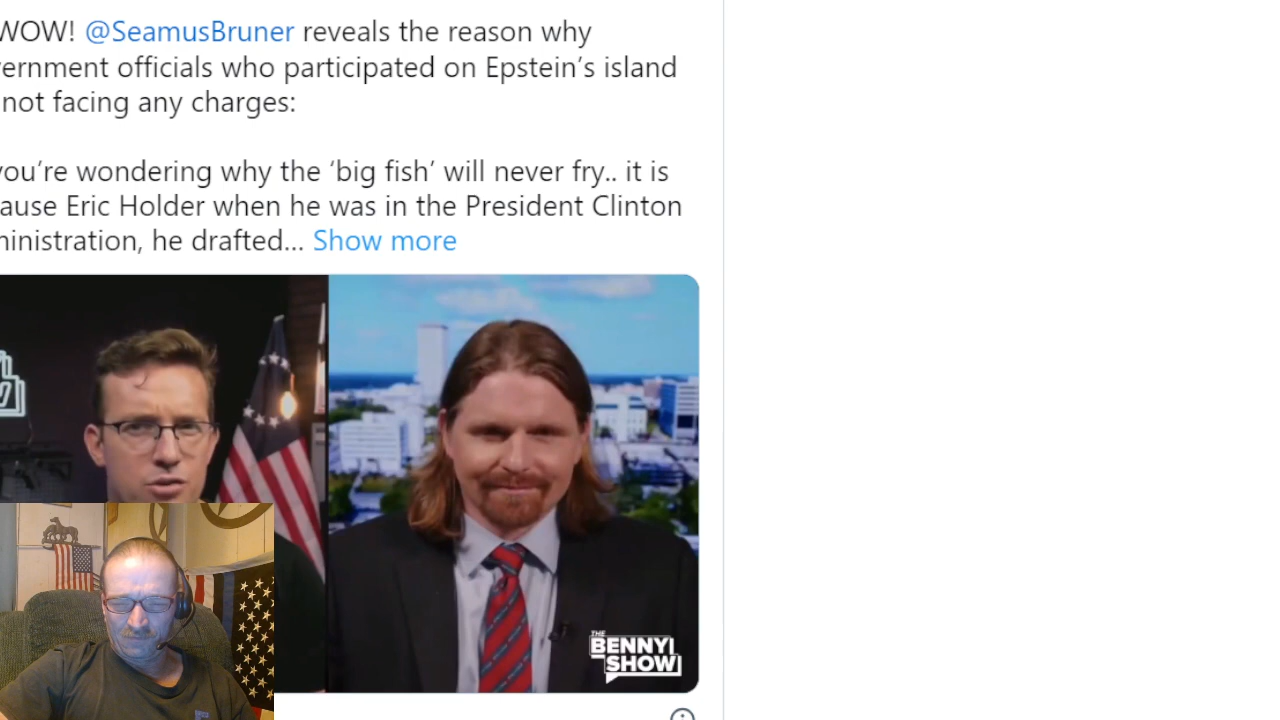 WOW! @SeamusBruner reveals the reason why
ernment officials who participated on Epstein’s island
not facing any charges:
you’re wondering why the ‘big fish’ will never fry.. it is
ause Eric Holder when he was in the President Clinton
ministration, he drafted... Show more
THE
BENNY
SHOW